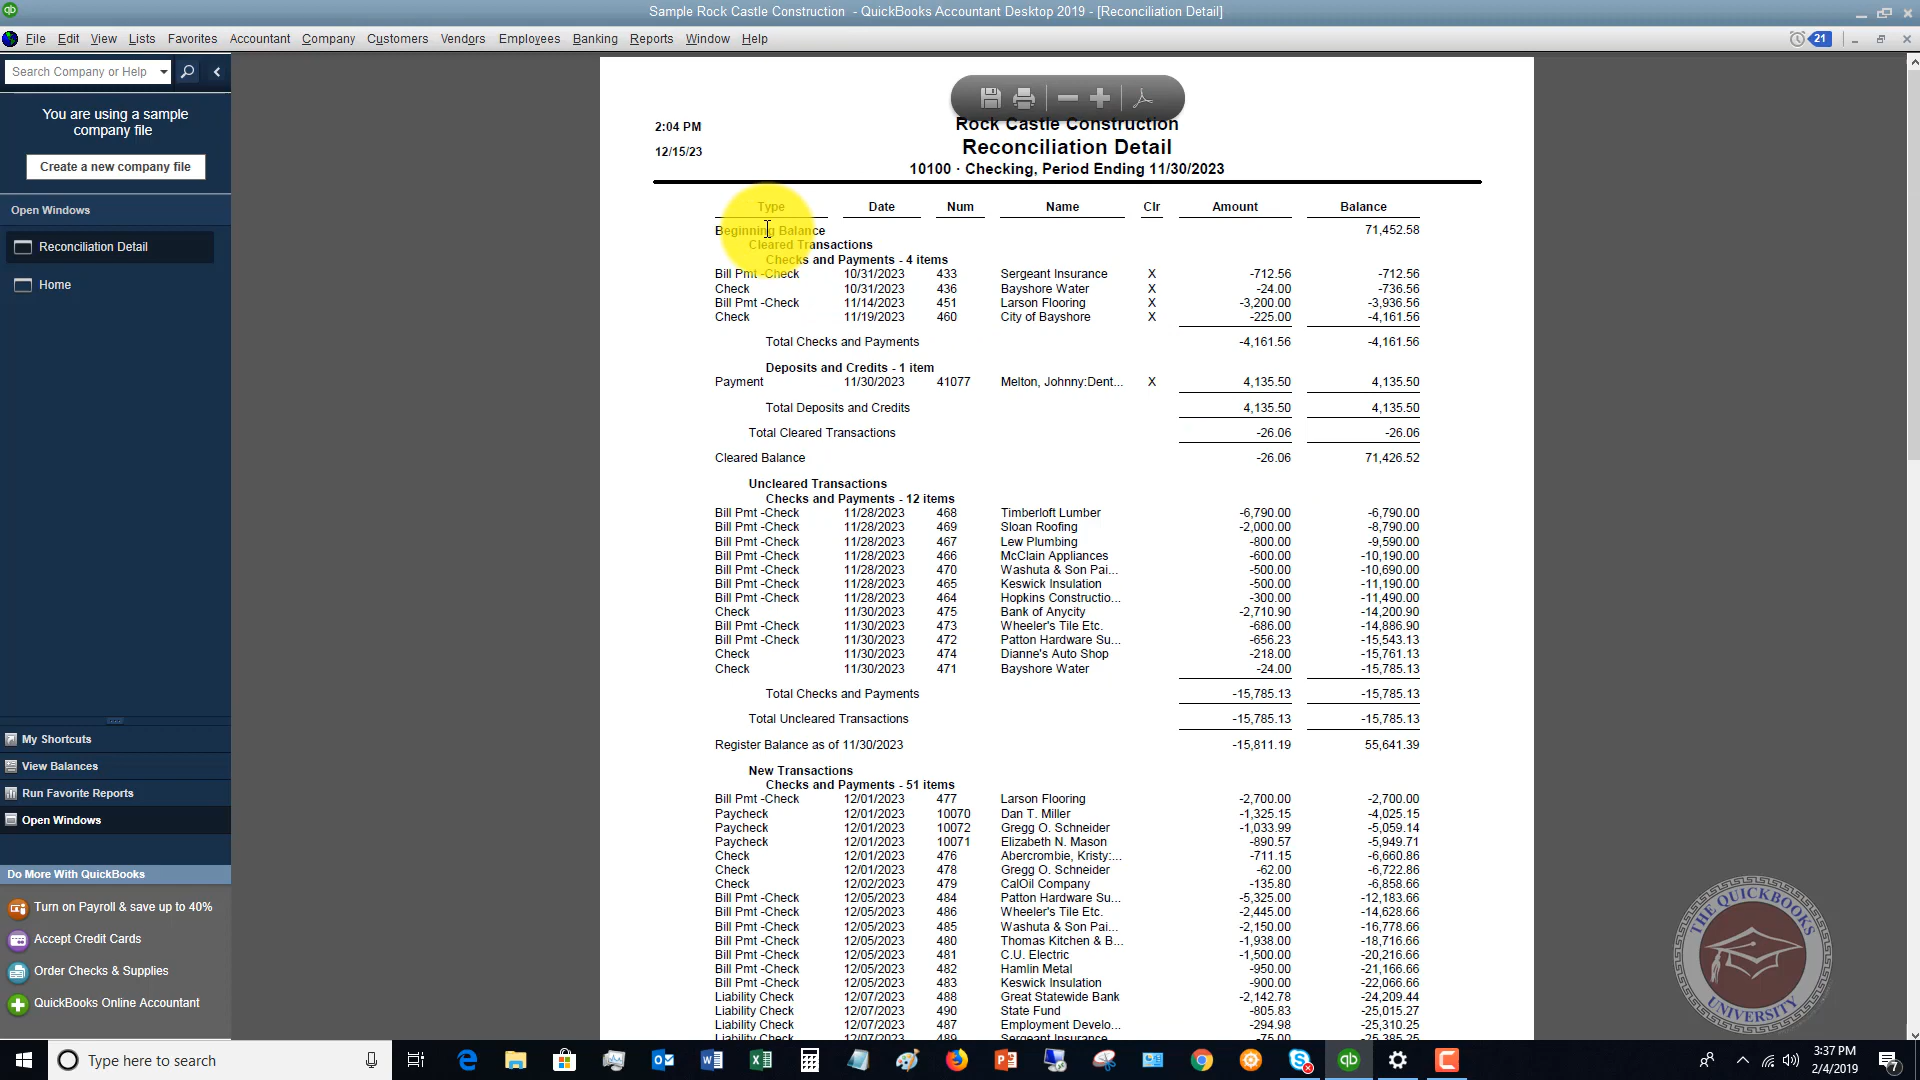 Sample Rock Castle Construction - QuickBooks Accountant Desktop 2019 - [Reconciliation Detail]
File Edit View Lists Favorites Accountant Company Customers Vendors Employees Banking Reports Window Help
21
Search Company or Help
You are using a sample
company file
Create a new company file
Open Windows
Reconciliation Detail
Home
My Shortcuts
View Balances
Run Favorite Reports
Open Windows
Do More With QuickBooks
Turn on Payroll & save up to 40%
Accept Credit Cards
Order Checks & Supplies
QuickBooks Online Accountant
2:04 PM
12/15/23
Rock Castle Construction
Reconciliation Detail
10100 · Checking, Period Ending 11/30/2023
Type Date Num Name Clr Amount Balance
Beginning Balance 71,452.58
Cleared Transactions
Checks and Payments - 4 items
Bill Pmt -Check 10/31/2023 433 Sergeant Insurance X -712.56 -712.56
Check 10/31/2023 436 Bayshore Water X -24.00 -736.56
Bill Pmt -Check 11/14/2023 451 Larson Flooring X -3,200.00 -3,936.56
Check 11/19/2023 460 City of Bayshore X -225.00 -4,161.56
Total Checks and Payments -4,161.56 -4,161.56
Deposits and Credits - 1 item
Payment 11/30/2023 41077 Melton, Johnny:Dent... X 4,135.50 4,135.50
Total Deposits and Credits 4,135.50 4,135.50
Total Cleared Transactions -26.06 -26.06
Cleared Balance -26.06 71,426.52
Uncleared Transactions
Checks and Payments - 12 items
Bill Pmt -Check 11/28/2023 468 Timberloft Lumber -6,790.00 -6,790.00
Bill Pmt -Check 11/28/2023 469 Sloan Roofing -2,000.00 -8,790.00
Bill Pmt -Check 11/28/2023 467 Lew Plumbing -800.00 -9,590.00
Bill Pmt -Check 11/28/2023 466 McClain Appliances -600.00 -10,190.00
Bill Pmt -Check 11/28/2023 470 Washuta & Son Pai... -500.00 -10,690.00
Bill Pmt -Check 11/28/2023 465 Keswick Insulation -500.00 -11,190.00
Bill Pmt -Check 11/28/2023 464 Hopkins Constructio... -300.00 -11,490.00
Check 11/30/2023 475 Bank of Anycity -2,710.90 -14,200.90
Bill Pmt -Check 11/30/2023 473 Wheeler's Tile Etc. -686.00 -14,886.90
Bill Pmt -Check 11/30/2023 472 Patton Hardware Su... -656.23 -15,543.13
Check 11/30/2023 474 Dianne's Auto Shop -218.00 -15,761.13
Check 11/30/2023 471 Bayshore Water -24.00 -15,785.13
Total Checks and Payments -15,785.13 -15,785.13
Total Uncleared Transactions -15,785.13 -15,785.13
Register Balance as of 11/30/2023 -15,811.19 55,641.39
New Transactions
Checks and Payments - 51 items
Bill Pmt -Check 12/01/2023 477 Larson Flooring -2,700.00 -2,700.00
Paycheck 12/01/2023 10070 Dan T. Miller -1,325.15 -4,025.15
Paycheck 12/01/2023 10072 Gregg O. Schneider -1,033.99 -5,059.14
Paycheck 12/01/2023 10071 Elizabeth N. Mason -890.57 -5,949.71
Check 12/01/2023 476 Abercrombie, Kristy:... -711.15 -6,660.86
Check 12/01/2023 478 Gregg O. Schneider -62.00 -6,722.86
Check 12/02/2023 479 CalOil Company -135.80 -6,858.66
Bill Pmt -Check 12/05/2023 484 Patton Hardware Su... -5,325.00 -12,183.66
Bill Pmt -Check 12/05/2023 486 Wheeler's Tile Etc. -2,445.00 -14,628.66
Bill Pmt -Check 12/05/2023 485 Washuta & Son Pai... -2,150.00 -16,778.66
Bill Pmt -Check 12/05/2023 480 Thomas Kitchen & B... -1,938.00 -18,716.66
Bill Pmt -Check 12/05/2023 481 C.U. Electric -1,500.00 -20,216.66
Bill Pmt -Check 12/05/2023 482 Hamlin Metal -950.00 -21,166.66
Bill Pmt -Check 12/05/2023 483 Keswick Insulation -900.00 -22,066.66
Liability Check 12/07/2023 488 Great Statewide Bank -2,142.78 -24,209.44
Liability Check 12/07/2023 490 State Fund -805.83 -25,015.27
Liability Check 12/07/2023 487 Employment Develo... -294.98 -25,310.25
Liability Check 12/07/2023 489 Sergeant Insurance -75.00 -25,385.25
THE QUICKBOOKS
UNIVERSITY
Type here to search
3:37 PM
2/4/2019
7